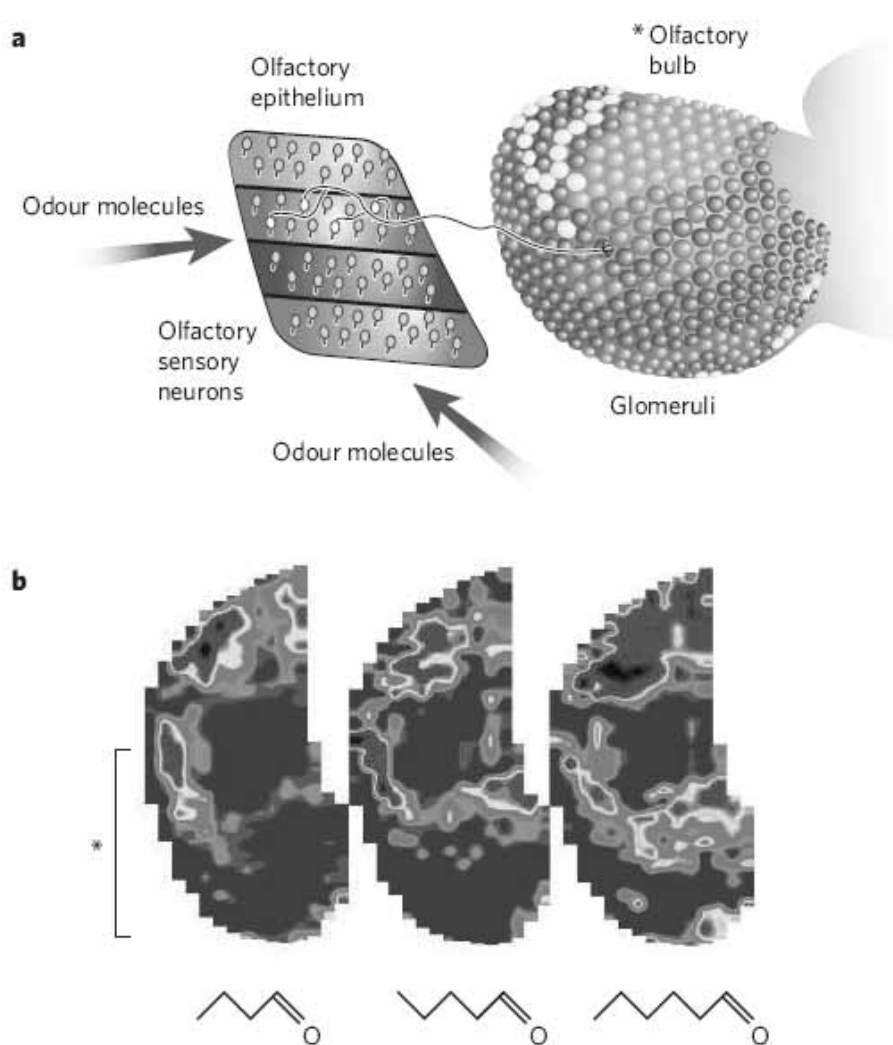 a
* Olfactory
bulb
Olfactory
epithelium
Odour molecules
Olfactory
sensory
neurons
Glomeruli
Odour molecules
b
*
O
O
O